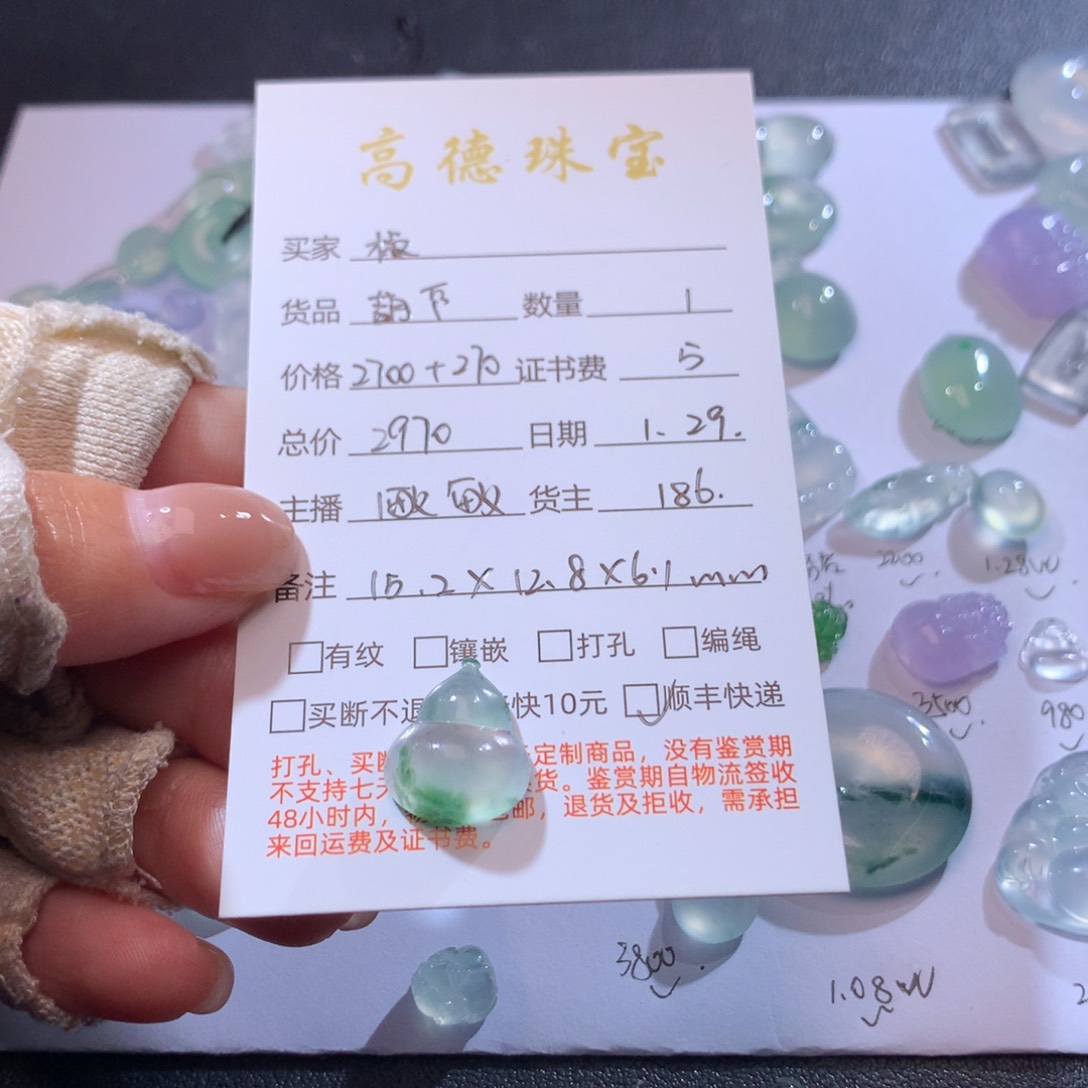 高德珠宝
买家
货品 葫芦 数量 1
价格 2700+270 证书费 5
总价 2970 日期 1.29.
主播 敏敏 货主 186.
备注 15.2×12.8×6.1mm
□有纹 □镶嵌 □打孔 □编绳
□买断不退 快10元 □顺丰快递
打孔、买断 定制商品，没有鉴赏期
不支持七天 货。鉴赏期自物流签收
48小时内， 邮，退货及拒收，需承担
来回运费及证书费。
2200
1.28W
3500
980
3800
1.08W